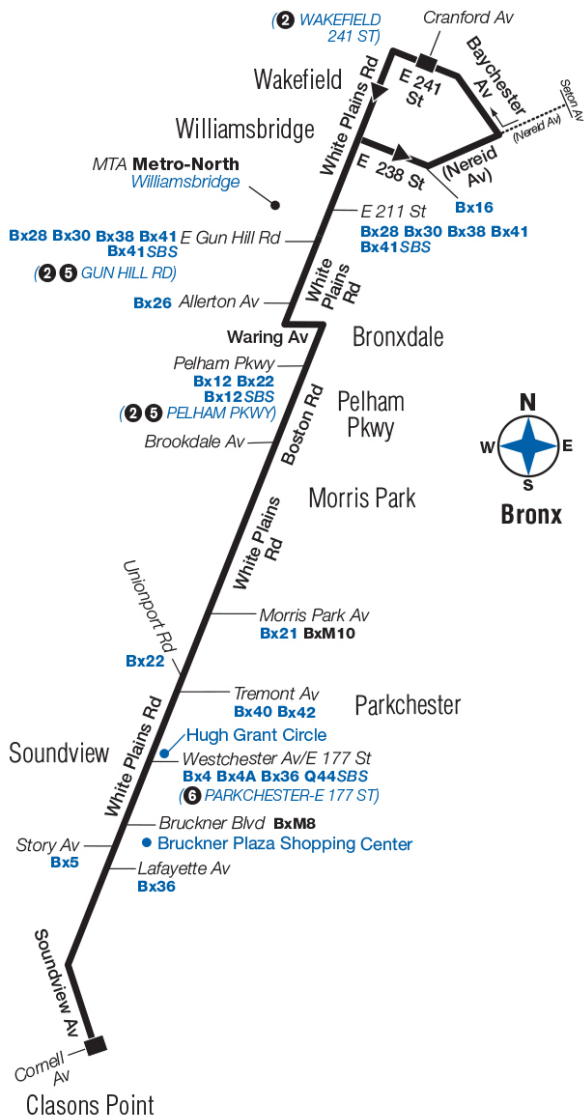 (2 WAKEFIELD
241 ST)
Cranford Av
Wakefield
White Plains Rd
E 241
St
Baychester
Av
Seton Av
(Nereid Av)
Williamsbridge
E 238 St
(Nereid
Av)
MTA Metro-North
Williamsbridge
Bx16
E 211 St
Bx28 Bx30 Bx38 Bx41
Bx41SBS
Bx28 Bx30 Bx38 Bx41
Bx41SBS
E Gun Hill Rd
(2 5 GUN HILL RD)
White
Plains
Rd
Bx26 Allerton Av
Waring Av
Bronxdale
Pelham Pkwy
Bx12 Bx22
Bx12SBS
(2 5 PELHAM PKWY)
Boston Rd
Pelham
Pkwy
Brookdale Av
N
W E
S
Bronx
Morris Park
White Plains
Rd
Unionport Rd
Bx22
Morris Park Av
Bx21 BxM10
Tremont Av
Bx40 Bx42
Parkchester
White Plains Rd
Hugh Grant Circle
Soundview
Westchester Av/E 177 St
Bx4 Bx4A Bx36 Q44SBS
(6 PARKCHESTER-E 177 ST)
Bruckner Blvd BxM8
Story Av
Bx5
Bruckner Plaza Shopping Center
Lafayette Av
Bx36
Soundview Av
Cornell
Av
Clasons Point